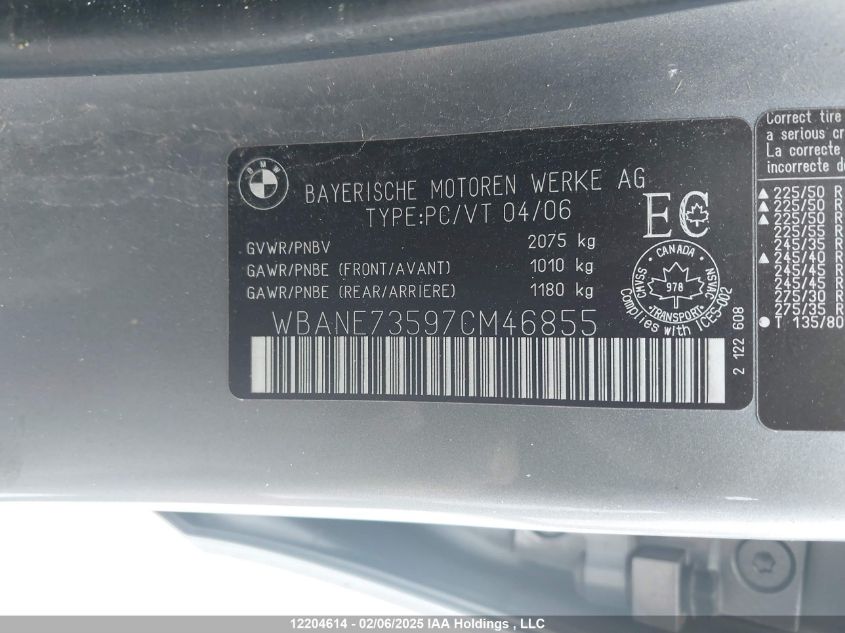 BMW
BAYERISCHE MOTOREN WERKE AG
TYPE:PC/VT 04/06
GVWR/PNBV 2075 kg
GAWR/PNBE (FRONT/AVANT) 1010 kg
GAWR/PNBE (REAR/ARRIERE) 1180 kg
WBANE73597CM46855
EC
CANADA
978
TRANSPORT
CMVSS
NSVAC
Complies with ICES-002
2 122 608
Correct tire
a serious cr
La correcte
incorrecte de
▲ 225/50 R
▲ 225/50 R
▲ 225/50 R
225/55 R
245/35 R
▲ 245/40 R
245/45 R
245/45 R
275/30 R
275/35 R
● T 135/80
12204614 - 02/06/2025 IAA Holdings , LLC